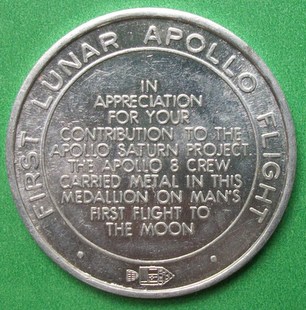 FIRST LUNAR APOLLO FLIGHT
IN
APPRECIATION
FOR YOUR
CONTRIBUTION TO THE
APOLLO SATURN PROJECT.
THE APOLLO 8 CREW
CARRIED METAL IN THIS
MEDALLION ON MAN'S
FIRST FLIGHT TO
THE MOON